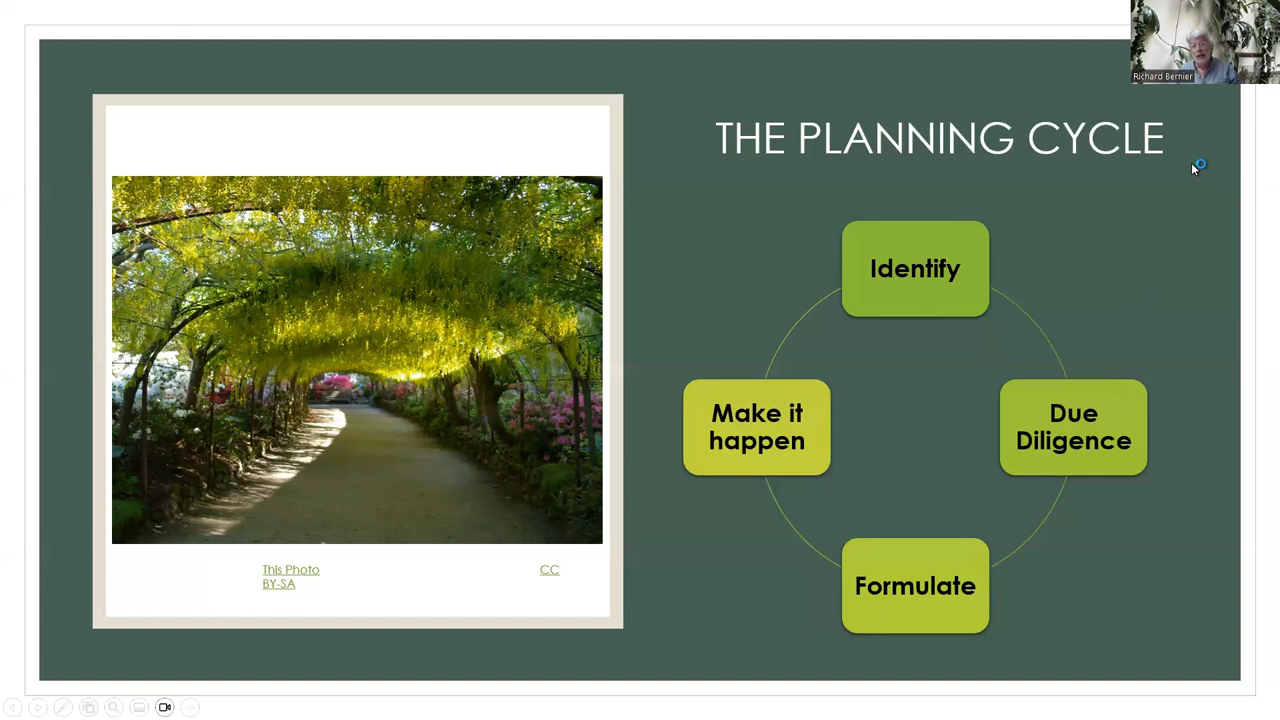 Richard Bernier
THE PLANNING CYCLE
Identify
Due
Diligence
Formulate
Make it
happen
This Photo CC
BY-SA